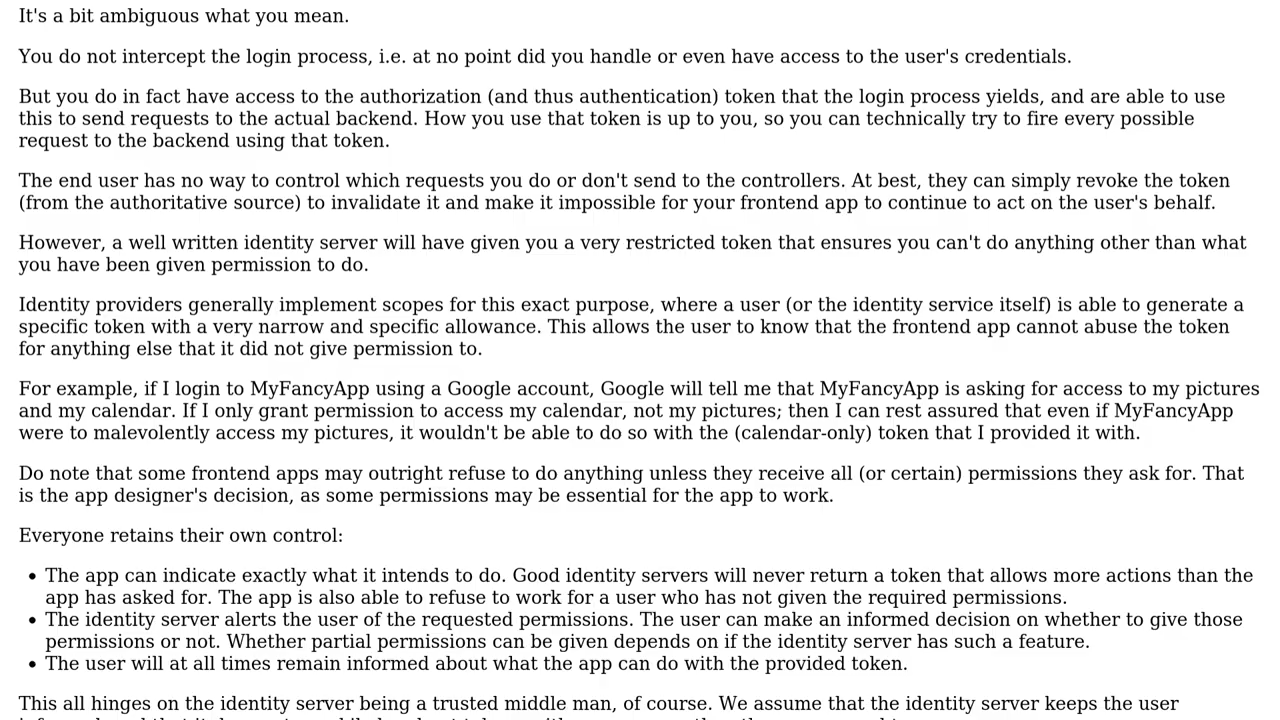 It's a bit ambiguous what you mean.
You do not intercept the login process, i.e. at no point did you handle or even have access to the user's credentials.
But you do in fact have access to the authorization (and thus authentication) token that the login process yields, and are able to use
this to send requests to the actual backend. How you use that token is up to you, so you can technically try to fire every possible
request to the backend using that token.
The end user has no way to control which requests you do or don't send to the controllers. At best, they can simply revoke the token
(from the authoritative source) to invalidate it and make it impossible for your frontend app to continue to act on the user's behalf.
However, a well written identity server will have given you a very restricted token that ensures you can't do anything other than what
you have been given permission to do.
Identity providers generally implement scopes for this exact purpose, where a user (or the identity service itself) is able to generate a
specific token with a very narrow and specific allowance. This allows the user to know that the frontend app cannot abuse the token
for anything else that it did not give permission to.
For example, if I login to MyFancyApp using a Google account, Google will tell me that MyFancyApp is asking for access to my pictures
and my calendar. If I only grant permission to access my calendar, not my pictures; then I can rest assured that even if MyFancyApp
were to malevolently access my pictures, it wouldn't be able to do so with the (calendar-only) token that I provided it with.
Do note that some frontend apps may outright refuse to do anything unless they receive all (or certain) permissions they ask for. That
is the app designer's decision, as some permissions may be essential for the app to work.
Everyone retains their own control:
• The app can indicate exactly what it intends to do. Good identity servers will never return a token that allows more actions than the
app has asked for. The app is also able to refuse to work for a user who has not given the required permissions.
• The identity server alerts the user of the requested permissions. The user can make an informed decision on whether to give those
permissions or not. Whether partial permissions can be given depends on if the identity server has such a feature.
• The user will at all times remain informed about what the app can do with the provided token.
This all hinges on the identity server being a trusted middle man, of course. We assume that the identity server keeps the user